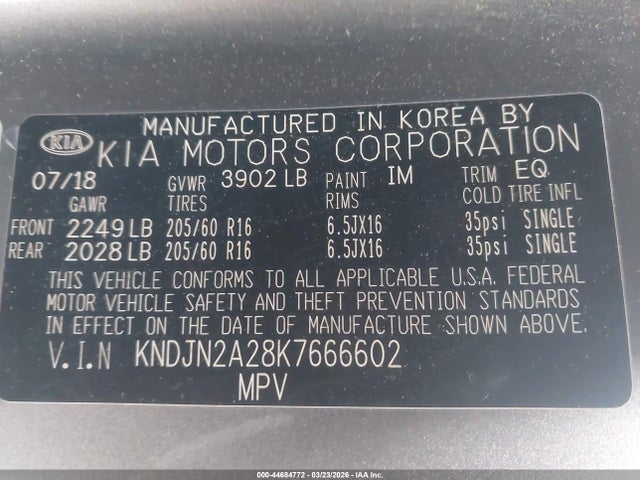 MANUFACTURED IN KOREA BY
KIA KIA MOTORS CORPORATION
07/18 GVWR 3902 LB PAINT IM TRIM EQ
GAWR TIRES RIMS COLD TIRE INFL
FRONT 2249 LB 205/60 R16 6.5JX16 35psi SINGLE
REAR 2028 LB 205/60 R16 6.5JX16 35psi SINGLE
THIS VEHICLE CONFORMS TO ALL APPLICABLE U.S.A. FEDERAL
MOTOR VEHICLE SAFETY AND THEFT PREVENTION STANDARDS
IN EFFECT ON THE DATE OF MANUFACTURE SHOWN ABOVE.
V.I.N KNDJN2A28K7666602
MPV
000-44684772 — 03/23/2026 — IAA Inc.